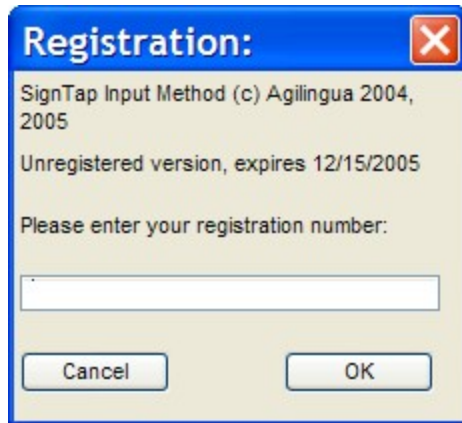 Registration:
SignTap Input Method (c) Agilingua 2004,
2005
Unregistered version, expires 12/15/2005
Please enter your registration number:
Cancel
OK